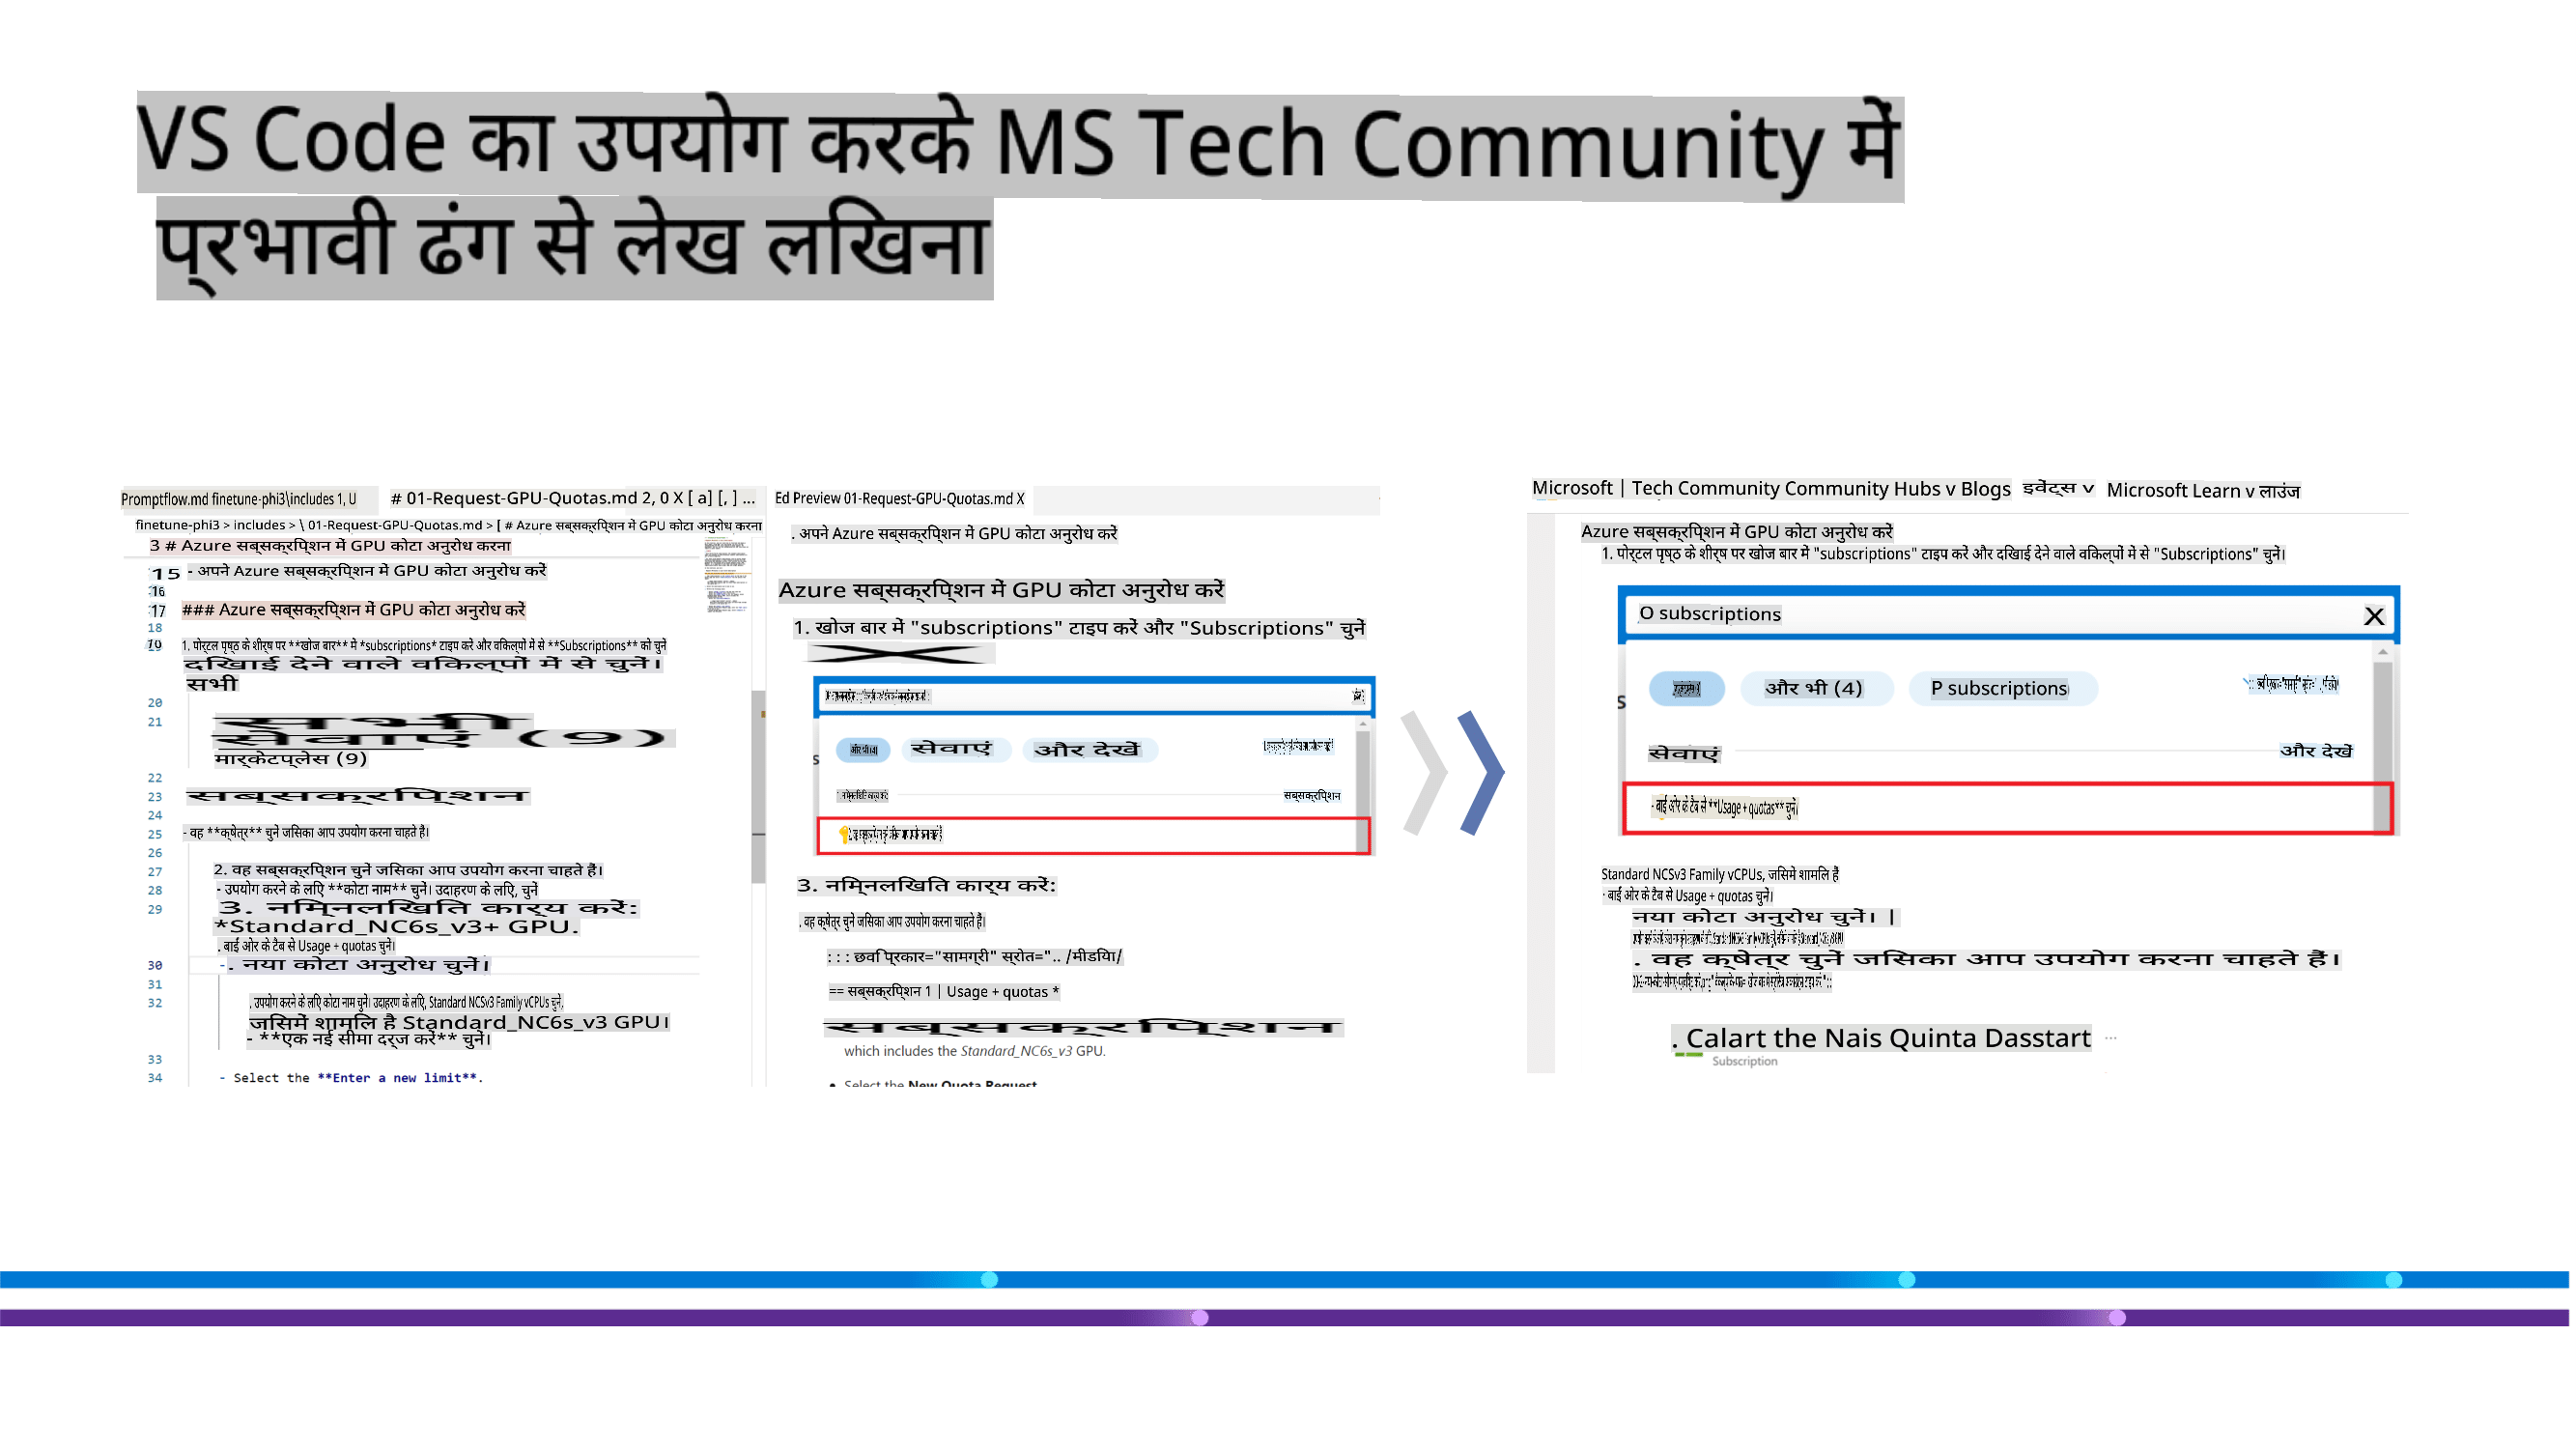 VS Code का उपयोग करके MS Tech Community में
प्रभावी ढंग से लेख लिखना
Promptflow.md finetune-phi3\includes 1, U
# 01-Request-GPU-Quotas.md 2, 0 X [ a] [, ] ...
finetune-phi3 > includes > \ 01-Request-GPU-Quotas.md > [ # Azure सब्सक्रिप्शन में GPU कोटा अनुरोध करना
3 # Azure सब्सक्रिप्शन में GPU कोटा अनुरोध करना
15 - अपने Azure सब्सक्रिप्शन में GPU कोटा अनुरोध करें
16
17 ### Azure सब्सक्रिप्शन में GPU कोटा अनुरोध करें
18
1. पोर्टल पृष्ठ के शीर्ष पर **खोज बार** में *subscriptions* टाइप करें और विकल्पों में से **Subscriptions** को चुनें
दिखाई देने वाले विकल्पों में से चुनें।
सभी
20
21 सभी
सेवाएं (9)
मार्केटप्लेस (9)
22
23 सब्सक्रिप्शन
24
25 - वह **क्षेत्र** चुनें जिसका आप उपयोग करना चाहते हैं।
26
27 2. वह सब्सक्रिप्शन चुनें जिसका आप उपयोग करना चाहते हैं।
28 - उपयोग करने के लिए **कोटा नाम** चुनें। उदाहरण के लिए, चुनें
29 3. निम्नलिखित कार्य करें:
*Standard_NC6s_v3+ GPU.
. बाईं ओर के टैब से Usage + quotas चुनें।
30 -. नया कोटा अनुरोध चुनें।
31
32 . उपयोग करने के लिए कोटा नाम चुनें। उदाहरण के लिए, Standard NCSv3 Family vCPUs चुनें,
जिसमें शामिल है Standard_NC6s_v3 GPU।
- **एक नई सीमा दर्ज करें** चुनें।
33
34 - Select the **Enter a new limit**.
Ed Preview 01-Request-GPU-Quotas.md X
. अपने Azure सब्सक्रिप्शन में GPU कोटा अनुरोध करें
Azure सब्सक्रिप्शन में GPU कोटा अनुरोध करें
1. खोज बार में "subscriptions" टाइप करें और "Subscriptions" चुनें
X
सेवाएं
और देखें
सब्सक्रिप्शन
3. निम्नलिखित कार्य करें:
. वह क्षेत्र चुनें जिसका आप उपयोग करना चाहते हैं।
: : : छवि प्रकार="सामग्री" स्रोत=".. /मीडिया/
== सब्सक्रिप्शन 1 | Usage + quotas *
सब्सक्रिप्शन
which includes the Standard_NC6s_v3 GPU.
• Select the New Quota Request
Microsoft | Tech Community Community Hubs v Blogs इवेंट्स v Microsoft Learn v लाउंज
Azure सब्सक्रिप्शन में GPU कोटा अनुरोध करें
1. पोर्टल पृष्ठ के शीर्ष पर खोज बार में "subscriptions" टाइप करें और दिखाई देने वाले विकल्पों में से "Subscriptions" चुनें।
O subscriptions X
और भी (4)
P subscriptions
सेवाएं
और देखें
- बाईं ओर के टैब से **Usage + quotas** चुनें।
Standard NCSv3 Family vCPUs, जिसमें शामिल हैं
· बाईं ओर के टैब से Usage + quotas चुनें।
नया कोटा अनुरोध चुनें। |
. वह क्षेत्र चुनें जिसका आप उपयोग करना चाहते हैं।
. Calart the Nais Quinta Dasstart ...
Subscription